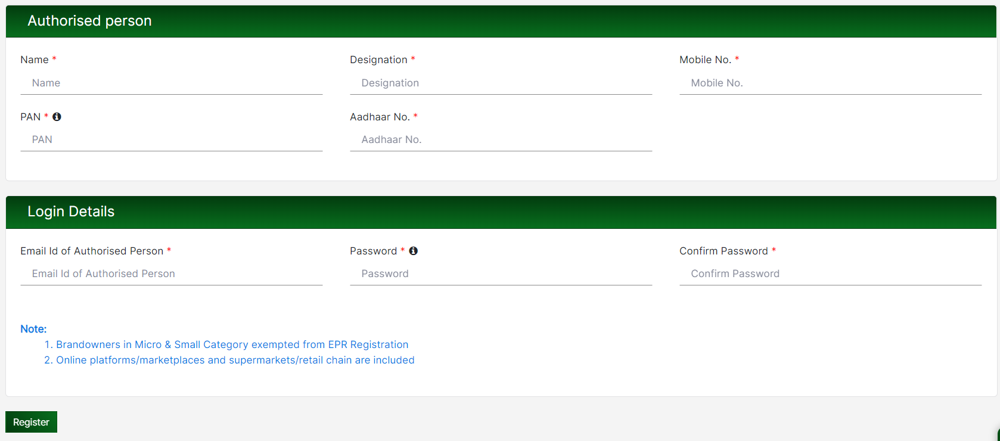 Authorised person
Name * Designation * Mobile No. *
Name Designation Mobile No.
PAN * Aadhaar No. *
PAN Aadhaar No.
Login Details
Email Id of Authorised Person * Password * Confirm Password *
Email Id of Authorised Person Password Confirm Password
Note:
1. Brandowners in Micro & Small Category exempted from EPR Registration
2. Online platforms/marketplaces and supermarkets/retail chain are included
Register